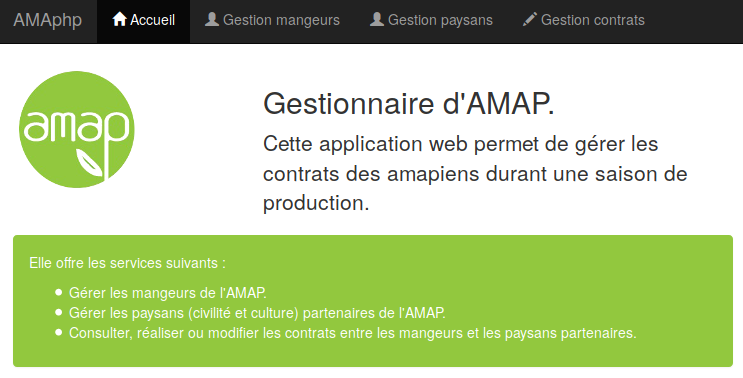 AMAphp Accueil Gestion mangeurs Gestion paysans Gestion contrats
amap
Gestionnaire d'AMAP.
Cette application web permet de gérer les
contrats des amapiens durant une saison de
production.
Elle offre les services suivants :
Gérer les mangeurs de l'AMAP.
Gérer les paysans (civilité et culture) partenaires de l'AMAP.
Consulter, réaliser ou modifier les contrats entre les mangeurs et les paysans partenaires.